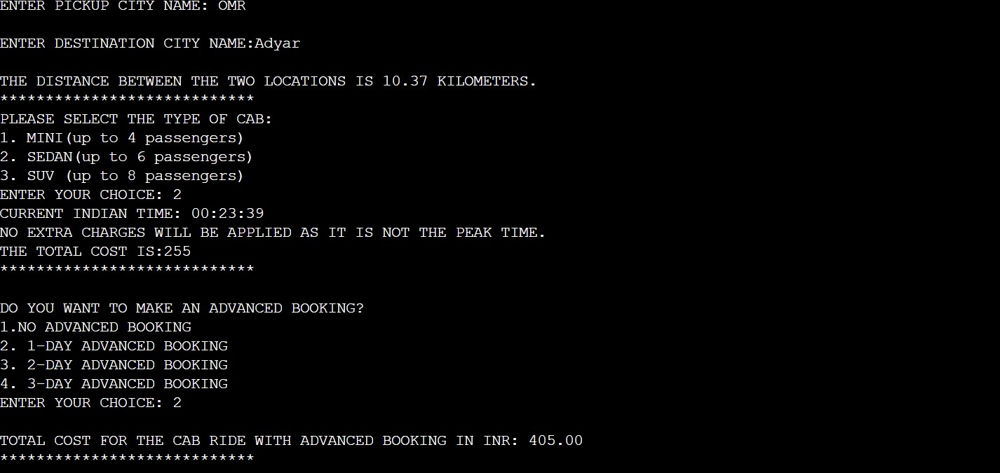 ENTER PICKUP CITY NAME: OMR
ENTER DESTINATION CITY NAME:Adyar
THE DISTANCE BETWEEN THE TWO LOCATIONS IS 10.37 KILOMETERS.
****************************
PLEASE SELECT THE TYPE OF CAB:
1. MINI(up to 4 passengers)
2. SEDAN(up to 6 passengers)
3. SUV (up to 8 passengers)
ENTER YOUR CHOICE: 2
CURRENT INDIAN TIME: 00:23:39
NO EXTRA CHARGES WILL BE APPLIED AS IT IS NOT THE PEAK TIME.
THE TOTAL COST IS:255
****************************
DO YOU WANT TO MAKE AN ADVANCED BOOKING?
1.NO ADVANCED BOOKING
2. 1-DAY ADVANCED BOOKING
3. 2-DAY ADVANCED BOOKING
4. 3-DAY ADVANCED BOOKING
ENTER YOUR CHOICE: 2
TOTAL COST FOR THE CAB RIDE WITH ADVANCED BOOKING IN INR: 405.00
****************************